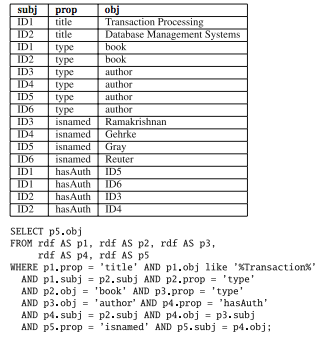 subj prop obj
ID1 title Transaction Processing
ID2 title Database Management Systems
ID1 type book
ID2 type book
ID3 type author
ID4 type author
ID5 type author
ID6 type author
ID3 isnamed Ramakrishnan
ID4 isnamed Gehrke
ID5 isnamed Gray
ID6 isnamed Reuter
ID1 hasAuth ID5
ID1 hasAuth ID6
ID2 hasAuth ID3
ID2 hasAuth ID4
SELECT p5.obj
FROM rdf AS p1, rdf AS p2, rdf AS p3,
rdf AS p4, rdf AS p5
WHERE p1.prop = 'title' AND p1.obj like '%Transaction%'
AND p1.subj = p2.subj AND p2.prop = 'type'
AND p2.obj = 'book' AND p3.prop = 'type'
AND p3.obj = 'author' AND p4.prop = 'hasAuth'
AND p4.subj = p2.subj AND p4.obj = p3.subj
AND p5.prop = 'isnamed' AND p5.subj = p4.obj;